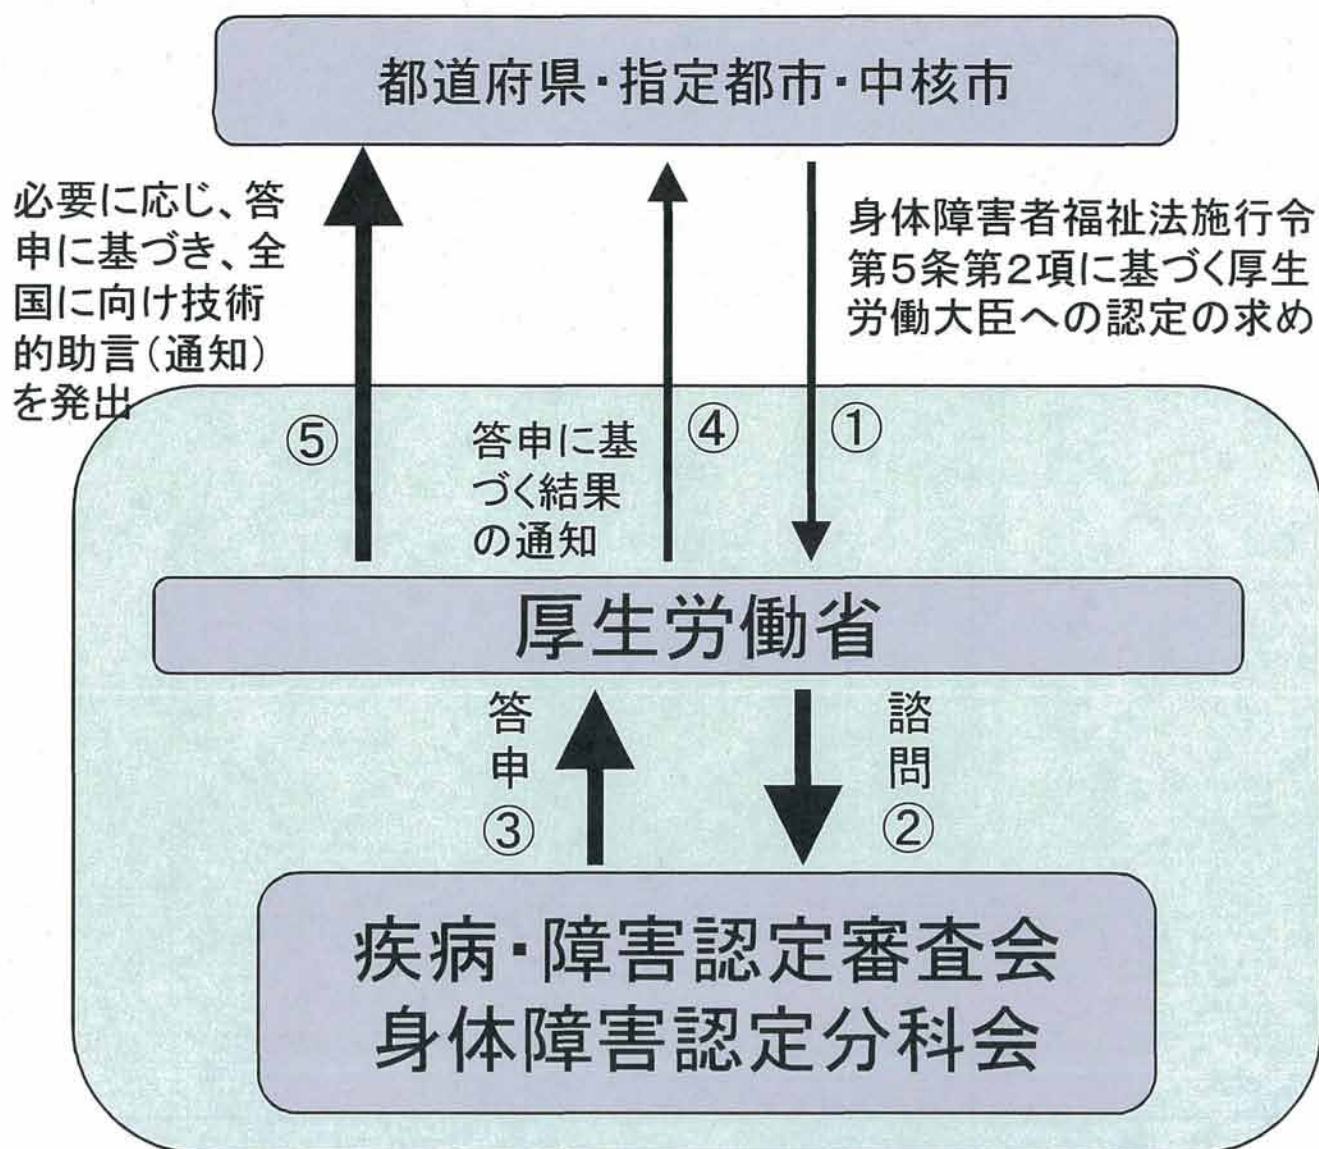 都道府県・指定都市・中核市
必要に応じ、答
申に基づき、全
国に向け技術
的助言(通知)
を発出
身体障害者福祉法施行令
第5条第2項に基づく厚生
労働大臣への認定の求め
⑤
答申に基
づく結果
の通知
④
①
厚生労働省
答
申
③
諮
問
②
疾病・障害認定審査会
身体障害認定分科会